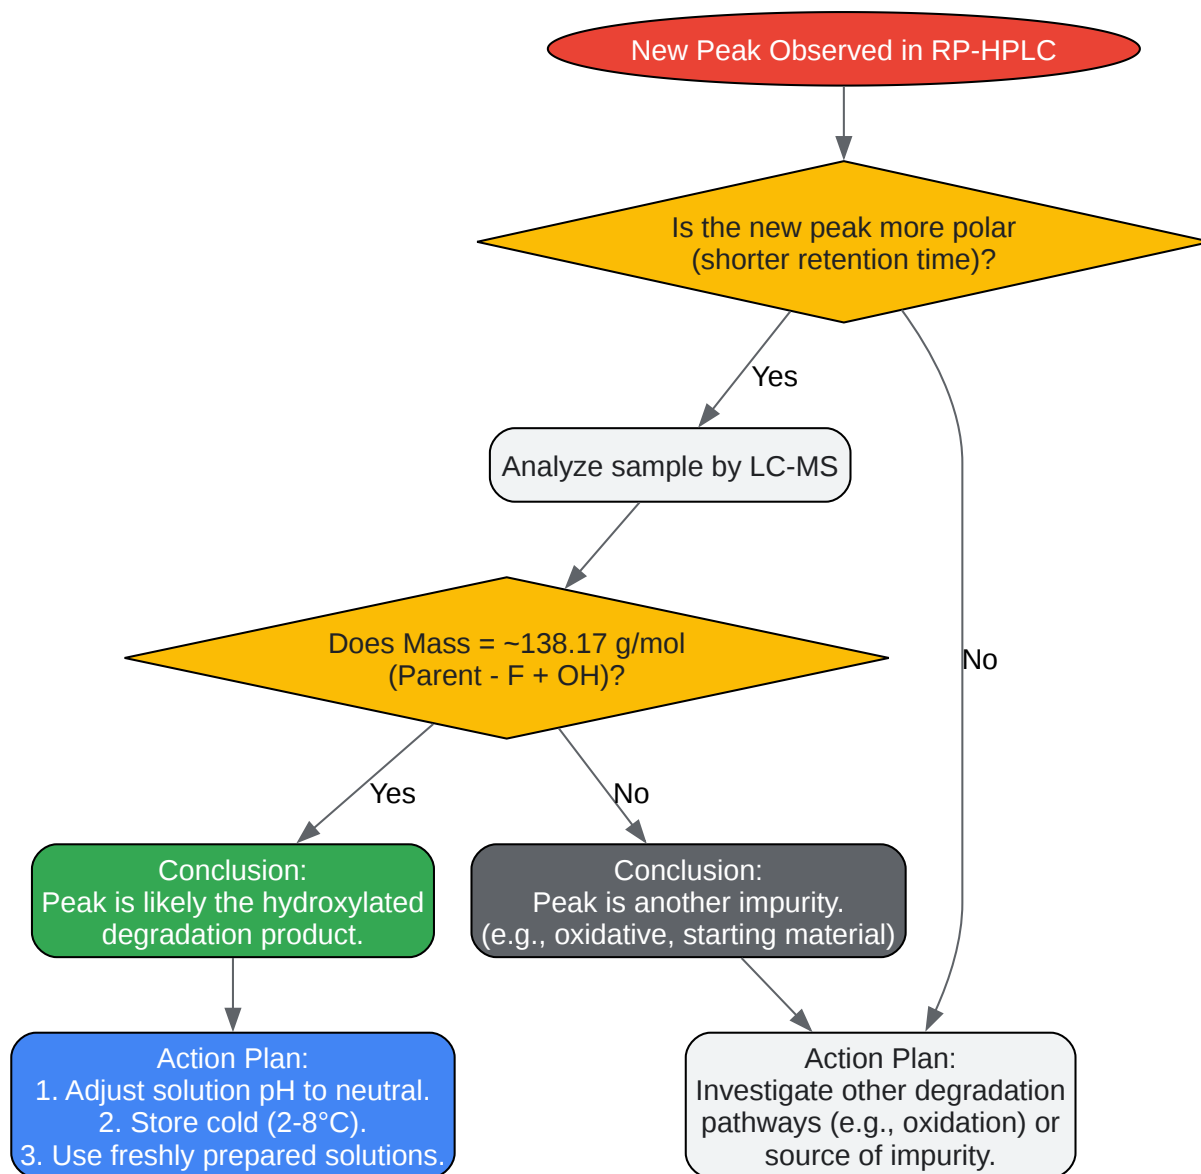 New Peak Observed in RP-HPLC
Is the new peak more polar
(shorter retention time)?
Yes
Analyze sample by LC-MS
Does Mass = ~138.17 g/mol
(Parent - F + OH)?
No
Yes
No
Conclusion:
Peak is likely the hydroxylated
degradation product.
Conclusion:
Peak is another impurity.
(e.g., oxidative, starting material)
Action Plan:
1. Adjust solution pH to neutral.
2. Store cold (2-8°C).
3. Use freshly prepared solutions.
Action Plan:
Investigate other degradation
pathways (e.g., oxidation) or
source of impurity.